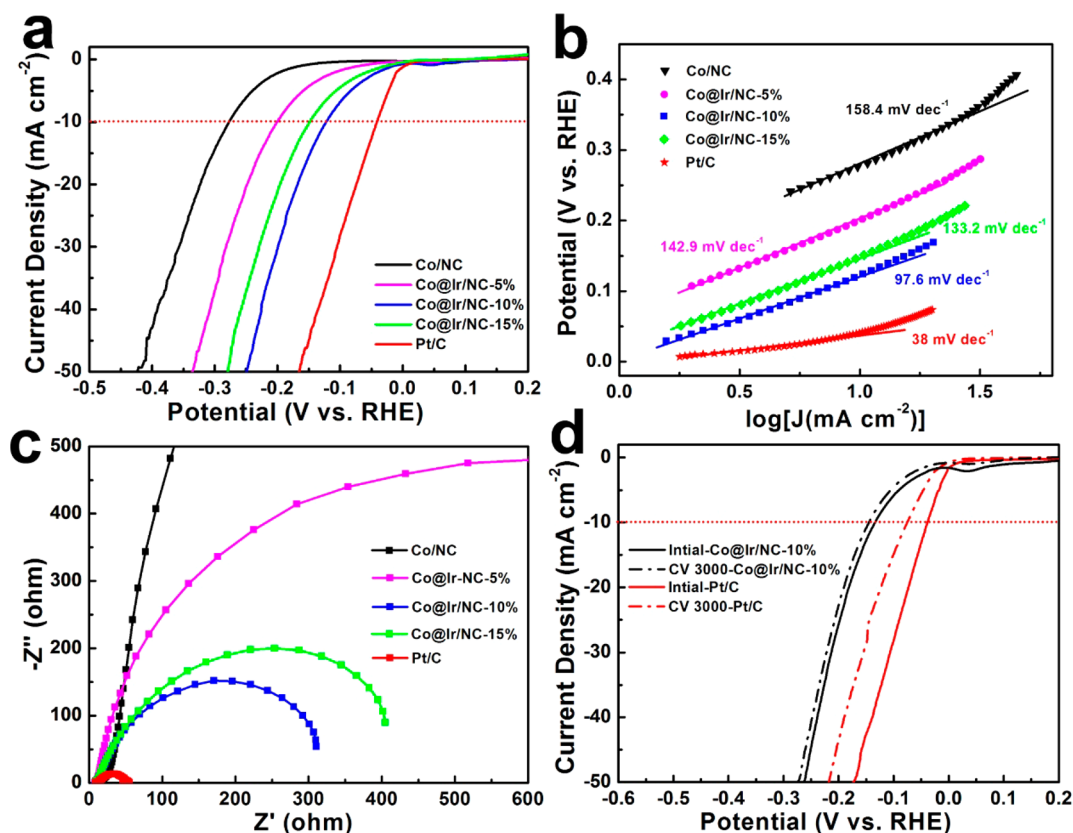 a
Current Density (mA cm⁻²)
0
-10
-20
-30
-40
-50
Co/NC
Co@Ir/NC-5%
Co@Ir/NC-10%
Co@Ir/NC-15%
Pt/C
-0.5 -0.4 -0.3 -0.2 -0.1 0.0 0.1 0.2
Potential (V vs. RHE)
b
Potential (V vs. RHE)
0.4
0.3
0.2
0.1
0.0
Co/NC
Co@Ir/NC-5%
Co@Ir/NC-10%
Co@Ir/NC-15%
Pt/C
158.4 mV dec⁻¹
142.9 mV dec⁻¹
133.2 mV dec⁻¹
97.6 mV dec⁻¹
38 mV dec⁻¹
0.0 0.5 1.0 1.5
log[J(mA cm⁻²)]
c
-Z'' (ohm)
500
400
300
200
100
0
Co/NC
Co@Ir-NC-5%
Co@Ir/NC-10%
Co@Ir/NC-15%
Pt/C
0 100 200 300 400 500 600
Z' (ohm)
d
Current Density (mA cm⁻²)
0
-10
-20
-30
-40
-50
Intial-Co@Ir/NC-10%
CV 3000-Co@Ir/NC-10%
Intial-Pt/C
CV 3000-Pt/C
-0.6 -0.5 -0.4 -0.3 -0.2 -0.1 0.0 0.1 0.2
Potential (V vs. RHE)